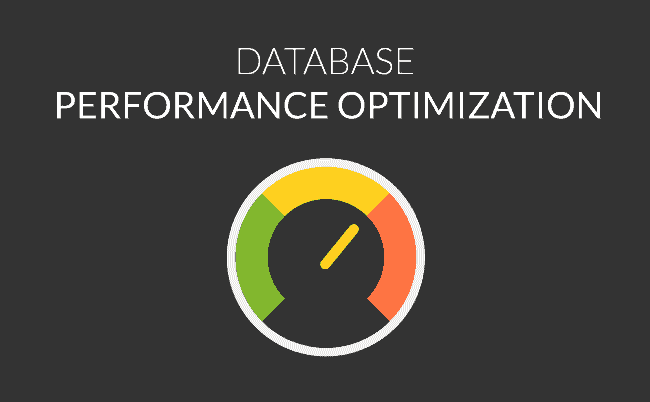 DATABASE
PERFORMANCE OPTIMIZATION